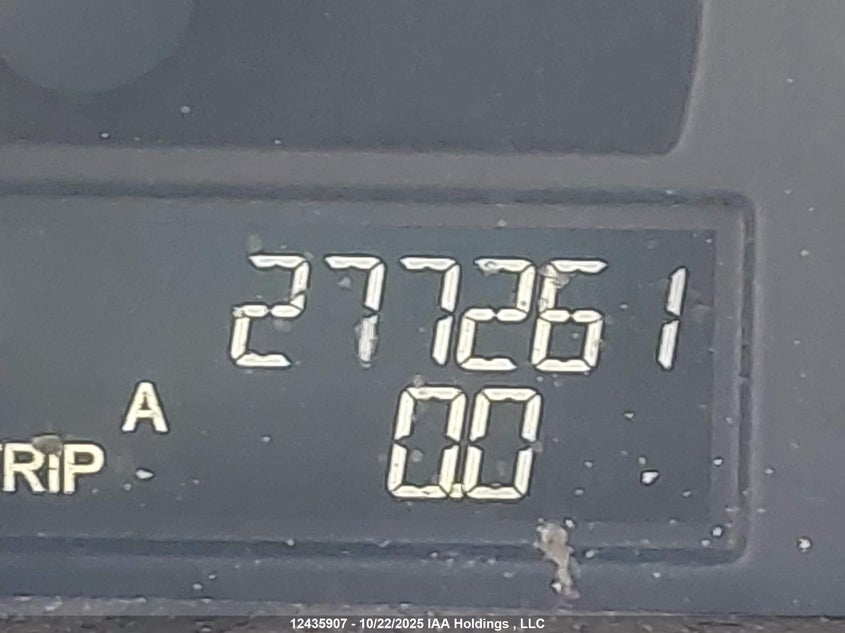 277261
A
TRiP 0.0
12435907 - 10/22/2025 IAA Holdings , LLC